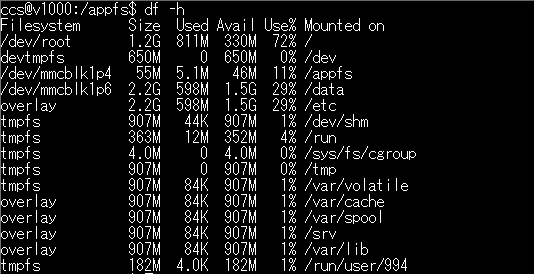 ccs@v1000:/appfs$ df -h
Filesystem      Size  Used Avail Use% Mounted on
/dev/root       1.2G  811M  330M  72% /
devtmpfs        650M     0  650M   0% /dev
/dev/mmcblk1p4   55M  5.1M   46M  11% /appfs
/dev/mmcblk1p6  2.2G  598M  1.5G  29% /data
overlay         2.2G  598M  1.5G  29% /etc
tmpfs           907M   44K  907M   1% /dev/shm
tmpfs           363M   12M  352M   4% /run
tmpfs           4.0M     0  4.0M   0% /sys/fs/cgroup
tmpfs           907M     0  907M   0% /tmp
tmpfs           907M   84K  907M   1% /var/volatile
overlay         907M   84K  907M   1% /var/cache
overlay         907M   84K  907M   1% /var/spool
overlay         907M   84K  907M   1% /srv
overlay         907M   84K  907M   1% /var/lib
tmpfs           182M  4.0K  182M   1% /run/user/994